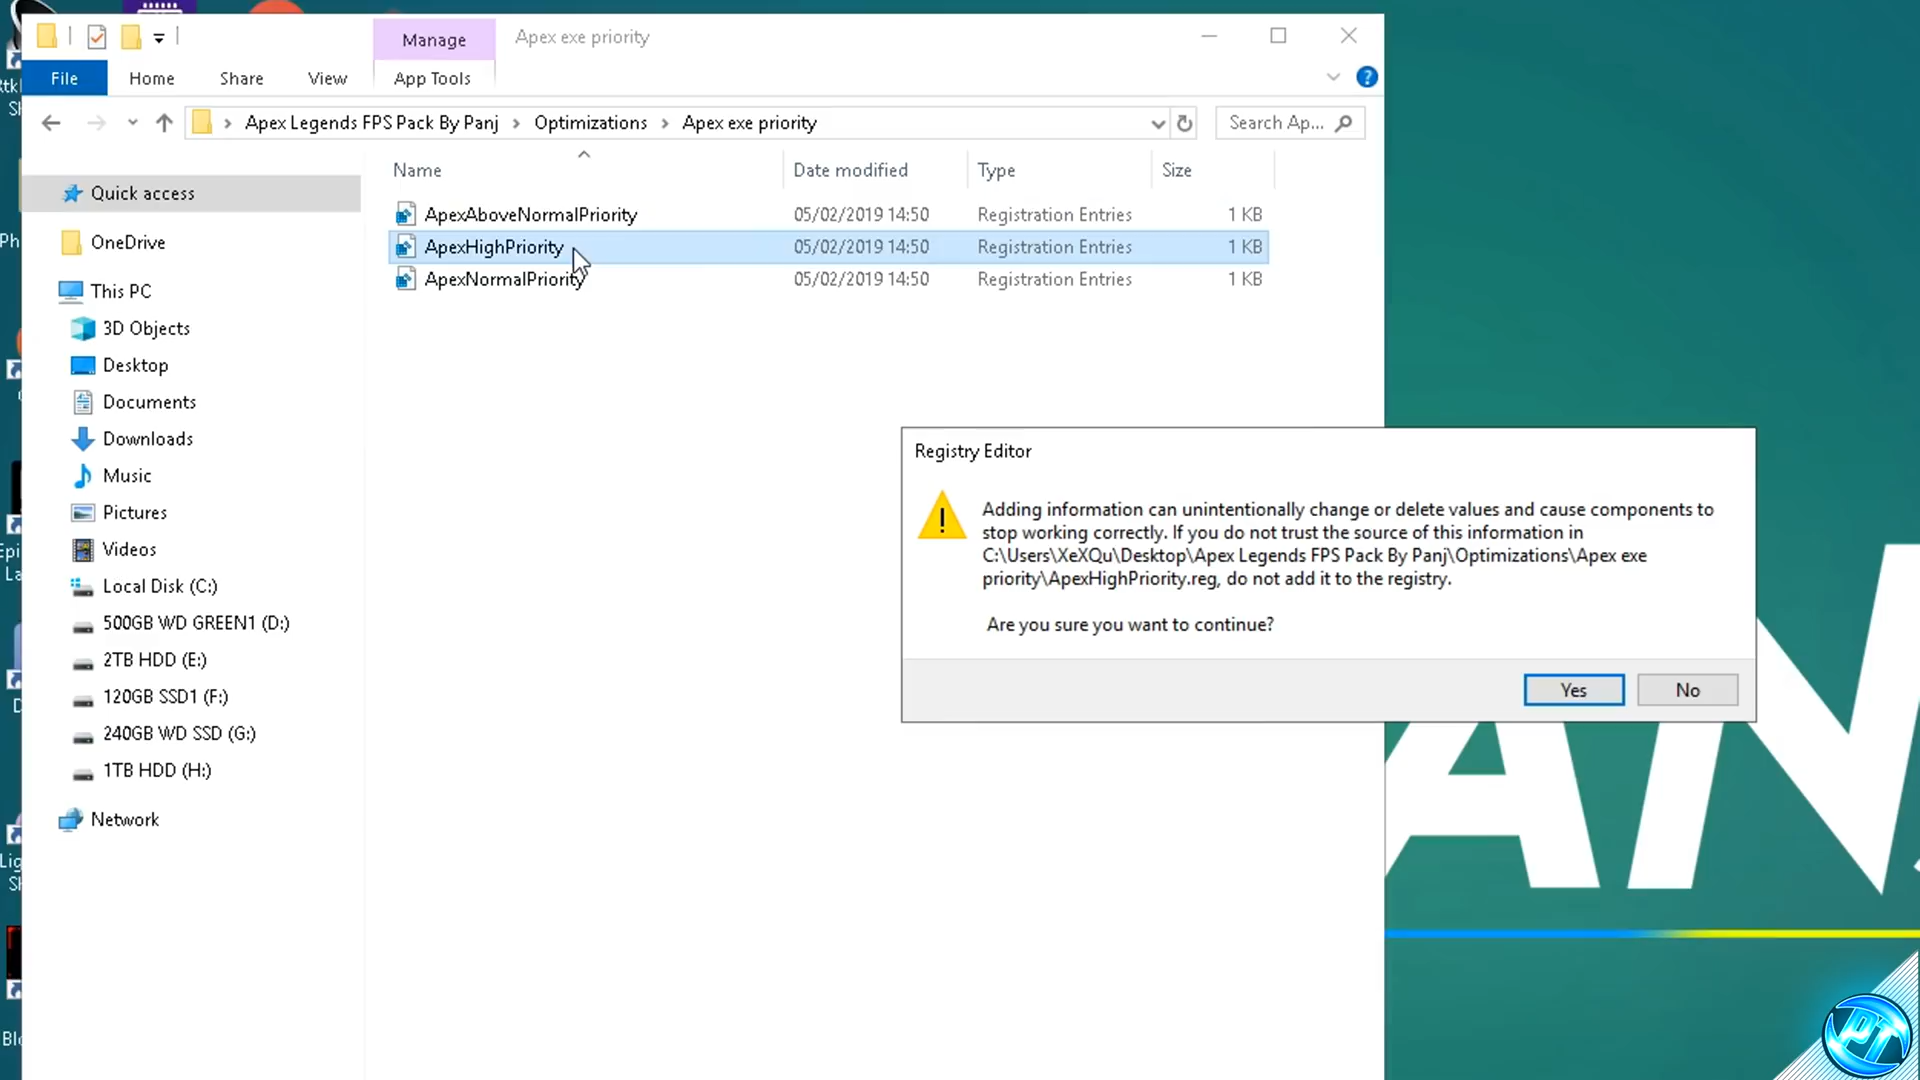 Manage
Apex exe priority
File
Home
Share
View
App Tools
?
Apex Legends FPS Pack By Panj > Optimizations > Apex exe priority
Search Ap...
Name
Date modified
Type
Size
Quick access
OneDrive
This PC
3D Objects
Desktop
Documents
Downloads
Music
Pictures
Videos
Local Disk (C:)
500GB WD GREEN1 (D:)
2TB HDD (E:)
120GB SSD1 (F:)
240GB WD SSD (G:)
1TB HDD (H:)
Network
ApexAboveNormalPriority 05/02/2019 14:50 Registration Entries 1 KB
ApexHighPriority 05/02/2019 14:50 Registration Entries 1 KB
ApexNormalPriority 05/02/2019 14:50 Registration Entries 1 KB
Registry Editor
Adding information can unintentionally change or delete values and cause components to
stop working correctly. If you do not trust the source of this information in
C:\Users\XeXQu\Desktop\Apex Legends FPS Pack By Panj\Optimizations\Apex exe
priority\ApexHighPriority.reg, do not add it to the registry.
Are you sure you want to continue?
Yes
No
PT